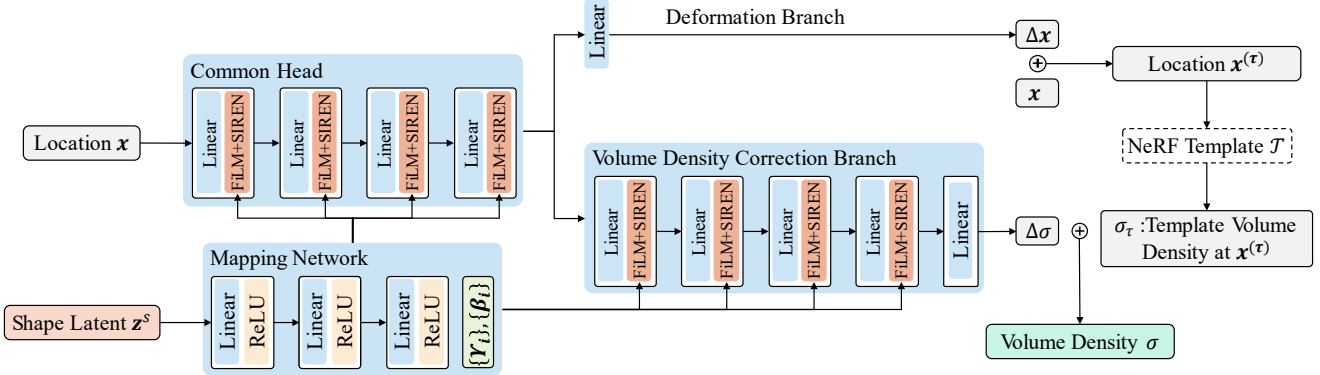 Deformation Branch
Linear
Δx
x
Location x^(τ)
Common Head
Location x
Linear
FiLM+SIREN
Linear
FiLM+SIREN
Linear
FiLM+SIREN
Linear
FiLM+SIREN
NeRF Template 𝒯
Volume Density Correction Branch
Linear
FiLM+SIREN
Linear
FiLM+SIREN
Linear
FiLM+SIREN
Linear
FiLM+SIREN
Linear
Δσ
σ_τ :Template Volume
Density at x^(τ)
Mapping Network
Shape Latent z^s
Linear
ReLU
Linear
ReLU
Linear
ReLU
{γ_i},{β_i}
Volume Density σ